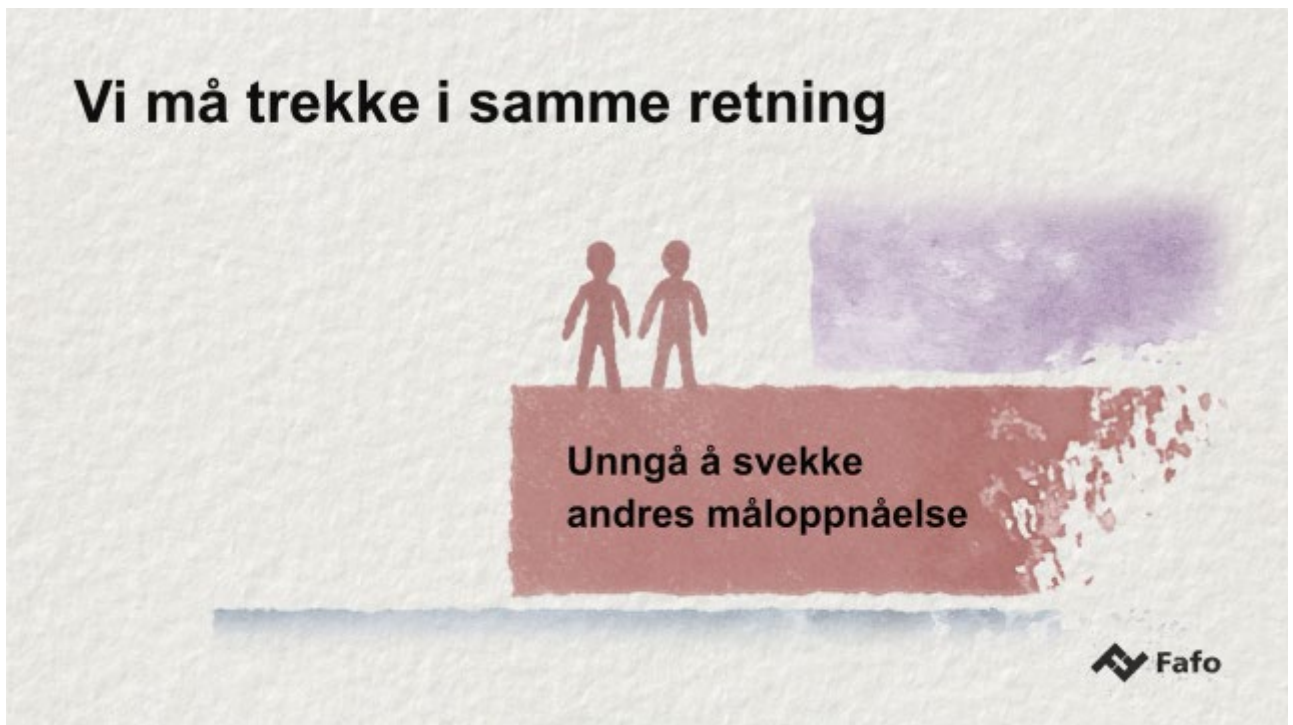 Vi må trekke i samme retning
Unngå å svekke
andres måloppnåelse
Fafo